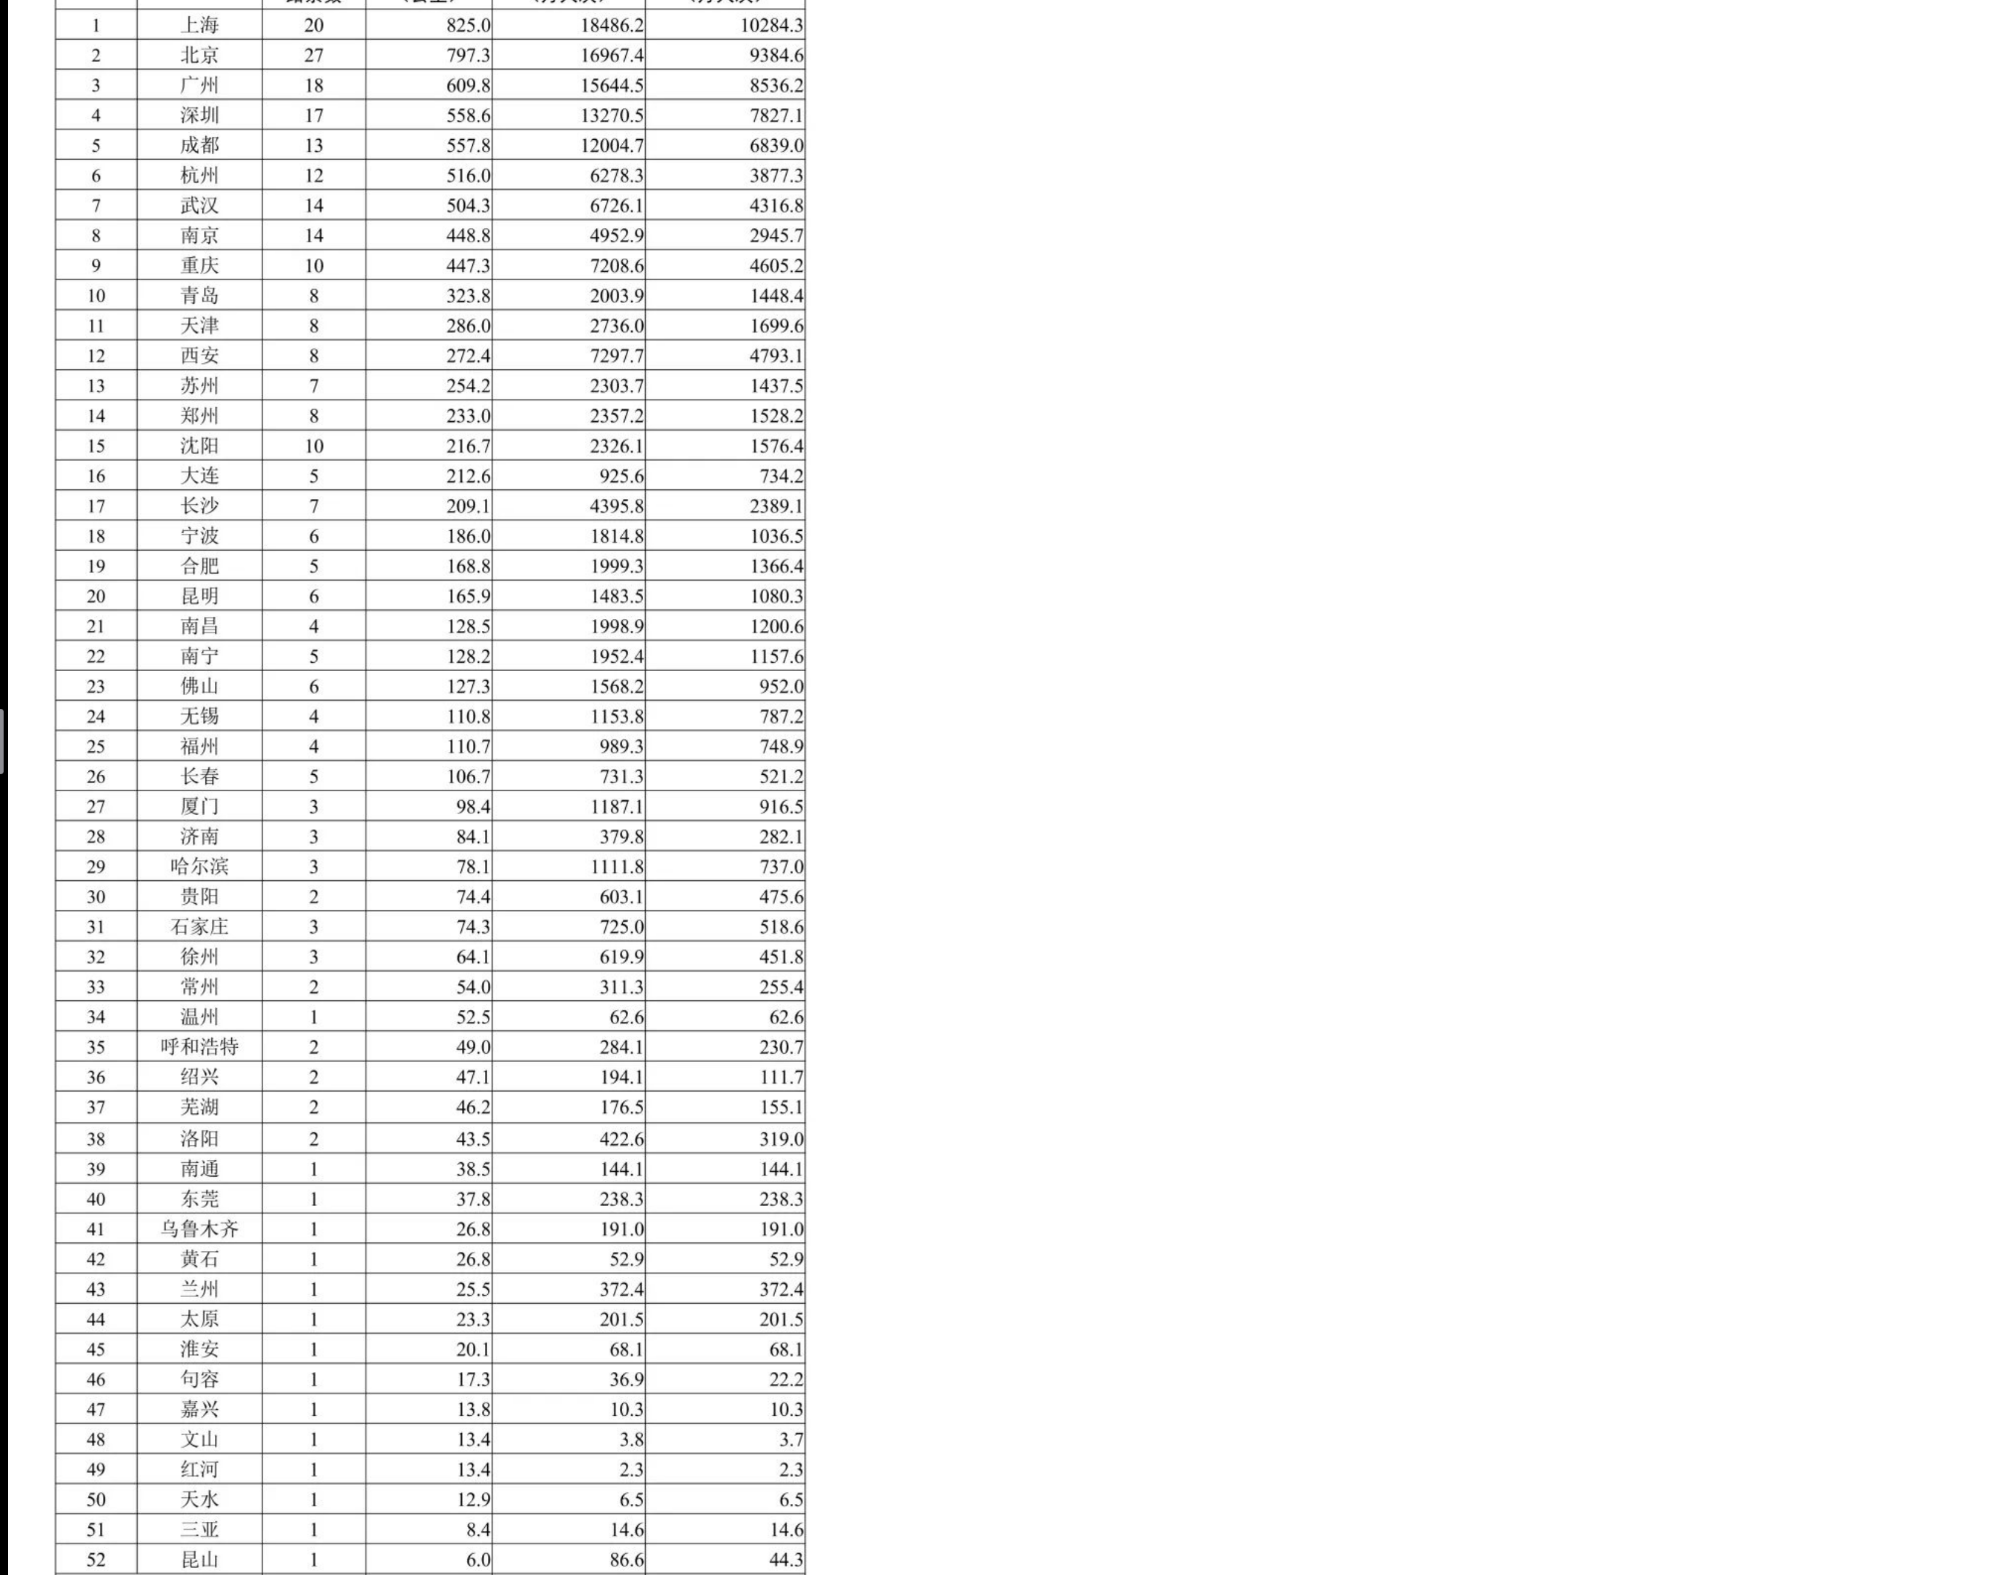 1 上海 20 825.0 18486.2 10284.3
2 北京 27 797.3 16967.4 9384.6
3 广州 18 609.8 15644.5 8536.2
4 深圳 17 558.6 13270.5 7827.1
5 成都 13 557.8 12004.7 6839.0
6 杭州 12 516.0 6278.3 3877.3
7 武汉 14 504.3 6726.1 4316.8
8 南京 14 448.8 4952.9 2945.7
9 重庆 10 447.3 7208.6 4605.2
10 青岛 8 323.8 2003.9 1448.4
11 天津 8 286.0 2736.0 1699.6
12 西安 8 272.4 7297.7 4793.1
13 苏州 7 254.2 2303.7 1437.5
14 郑州 8 233.0 2357.2 1528.2
15 沈阳 10 216.7 2326.1 1576.4
16 大连 5 212.6 925.6 734.2
17 长沙 7 209.1 4395.8 2389.1
18 宁波 6 186.0 1814.8 1036.5
19 合肥 5 168.8 1999.3 1366.4
20 昆明 6 165.9 1483.5 1080.3
21 南昌 4 128.5 1998.9 1200.6
22 南宁 5 128.2 1952.4 1157.6
23 佛山 6 127.3 1568.2 952.0
24 无锡 4 110.8 1153.8 787.2
25 福州 4 110.7 989.3 748.9
26 长春 5 106.7 731.3 521.2
27 厦门 3 98.4 1187.1 916.5
28 济南 3 84.1 379.8 282.1
29 哈尔滨 3 78.1 1111.8 737.0
30 贵阳 2 74.4 603.1 475.6
31 石家庄 3 74.3 725.0 518.6
32 徐州 3 64.1 619.9 451.8
33 常州 2 54.0 311.3 255.4
34 温州 1 52.5 62.6 62.6
35 呼和浩特 2 49.0 284.1 230.7
36 绍兴 2 47.1 194.1 111.7
37 芜湖 2 46.2 176.5 155.1
38 洛阳 2 43.5 422.6 319.0
39 南通 1 38.5 144.1 144.1
40 东莞 1 37.8 238.3 238.3
41 乌鲁木齐 1 26.8 191.0 191.0
42 黄石 1 26.8 52.9 52.9
43 兰州 1 25.5 372.4 372.4
44 太原 1 23.3 201.5 201.5
45 淮安 1 20.1 68.1 68.1
46 句容 1 17.3 36.9 22.2
47 嘉兴 1 13.8 10.3 10.3
48 文山 1 13.4 3.8 3.7
49 红河 1 13.4 2.3 2.3
50 天水 1 12.9 6.5 6.5
51 三亚 1 8.4 14.6 14.6
52 昆山 1 6.0 86.6 44.3